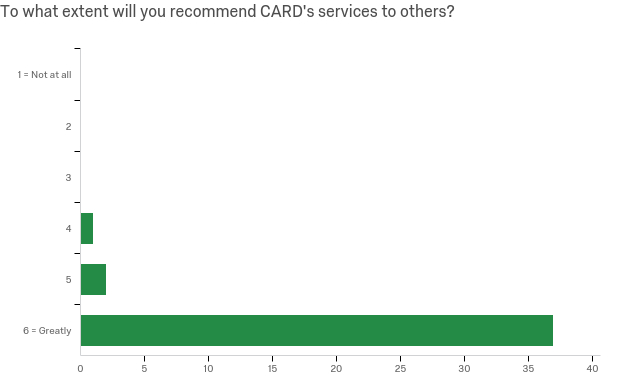 To what extent will you recommend CARD's services to others?
1 = Not at all
2
3
4
5
6 = Greatly
0 5 10 15 20 25 30 35 40